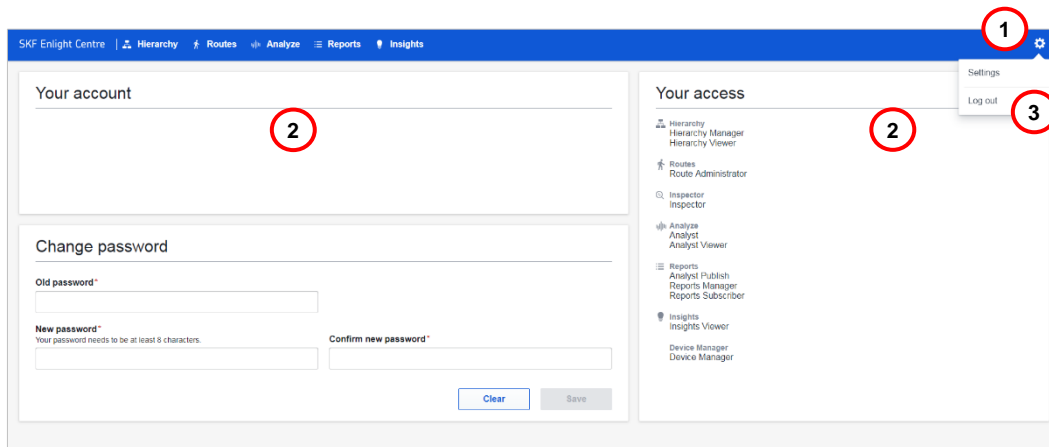 1
SKF Enlight Centre | Hierarchy Routes Analyze Reports Insights
Settings
Log out
3
Your account
2
Your access
2
Hierarchy
Hierarchy Manager
Hierarchy Viewer
Routes
Route Administrator
Inspector
Inspector
Analyze
Analyst
Analyst Viewer
Reports
Analyst Publish
Reports Manager
Reports Subscriber
Insights
Insights Viewer
Device Manager
Device Manager
Change password
Old password*
New password*
Your password needs to be at least 8 characters.
Confirm new password*
Clear
Save